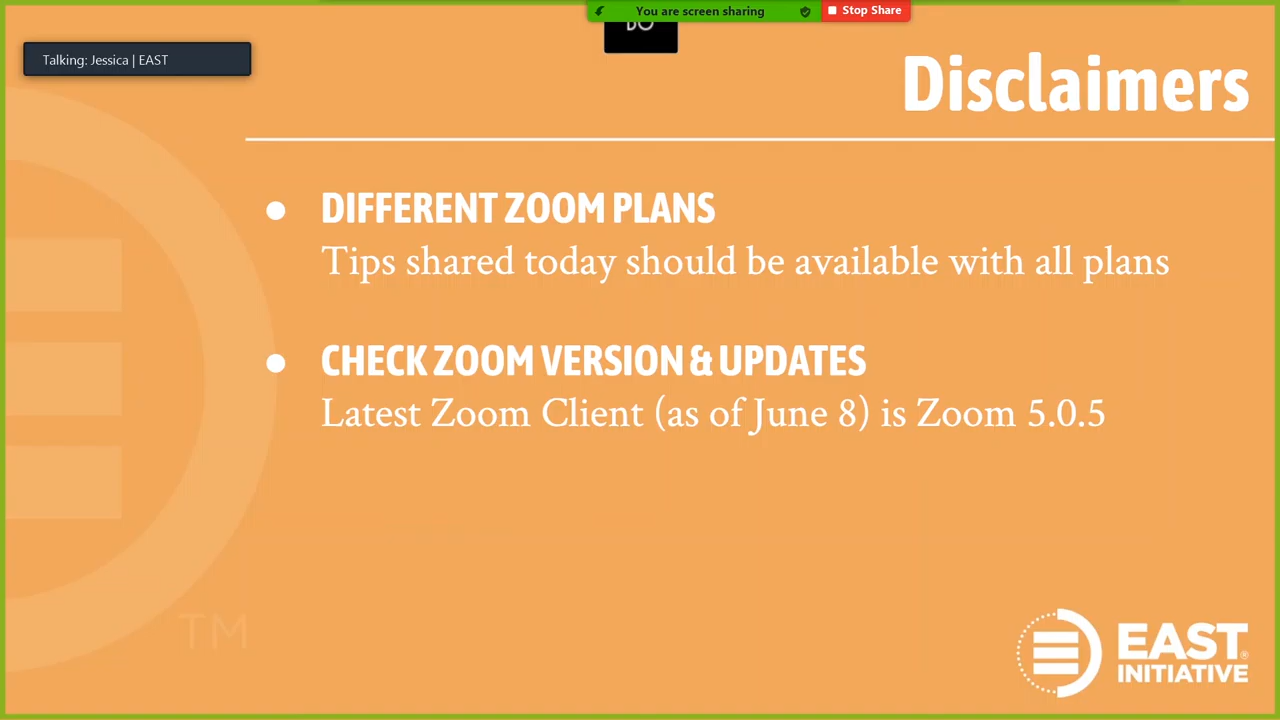 You are screen sharing
Stop Share
Talking: Jessica | EAST
Disclaimers
● DIFFERENT ZOOM PLANS
Tips shared today should be available with all plans
● CHECK ZOOM VERSION & UPDATES
Latest Zoom Client (as of June 8) is Zoom 5.0.5
TM
EAST®
INITIATIVE